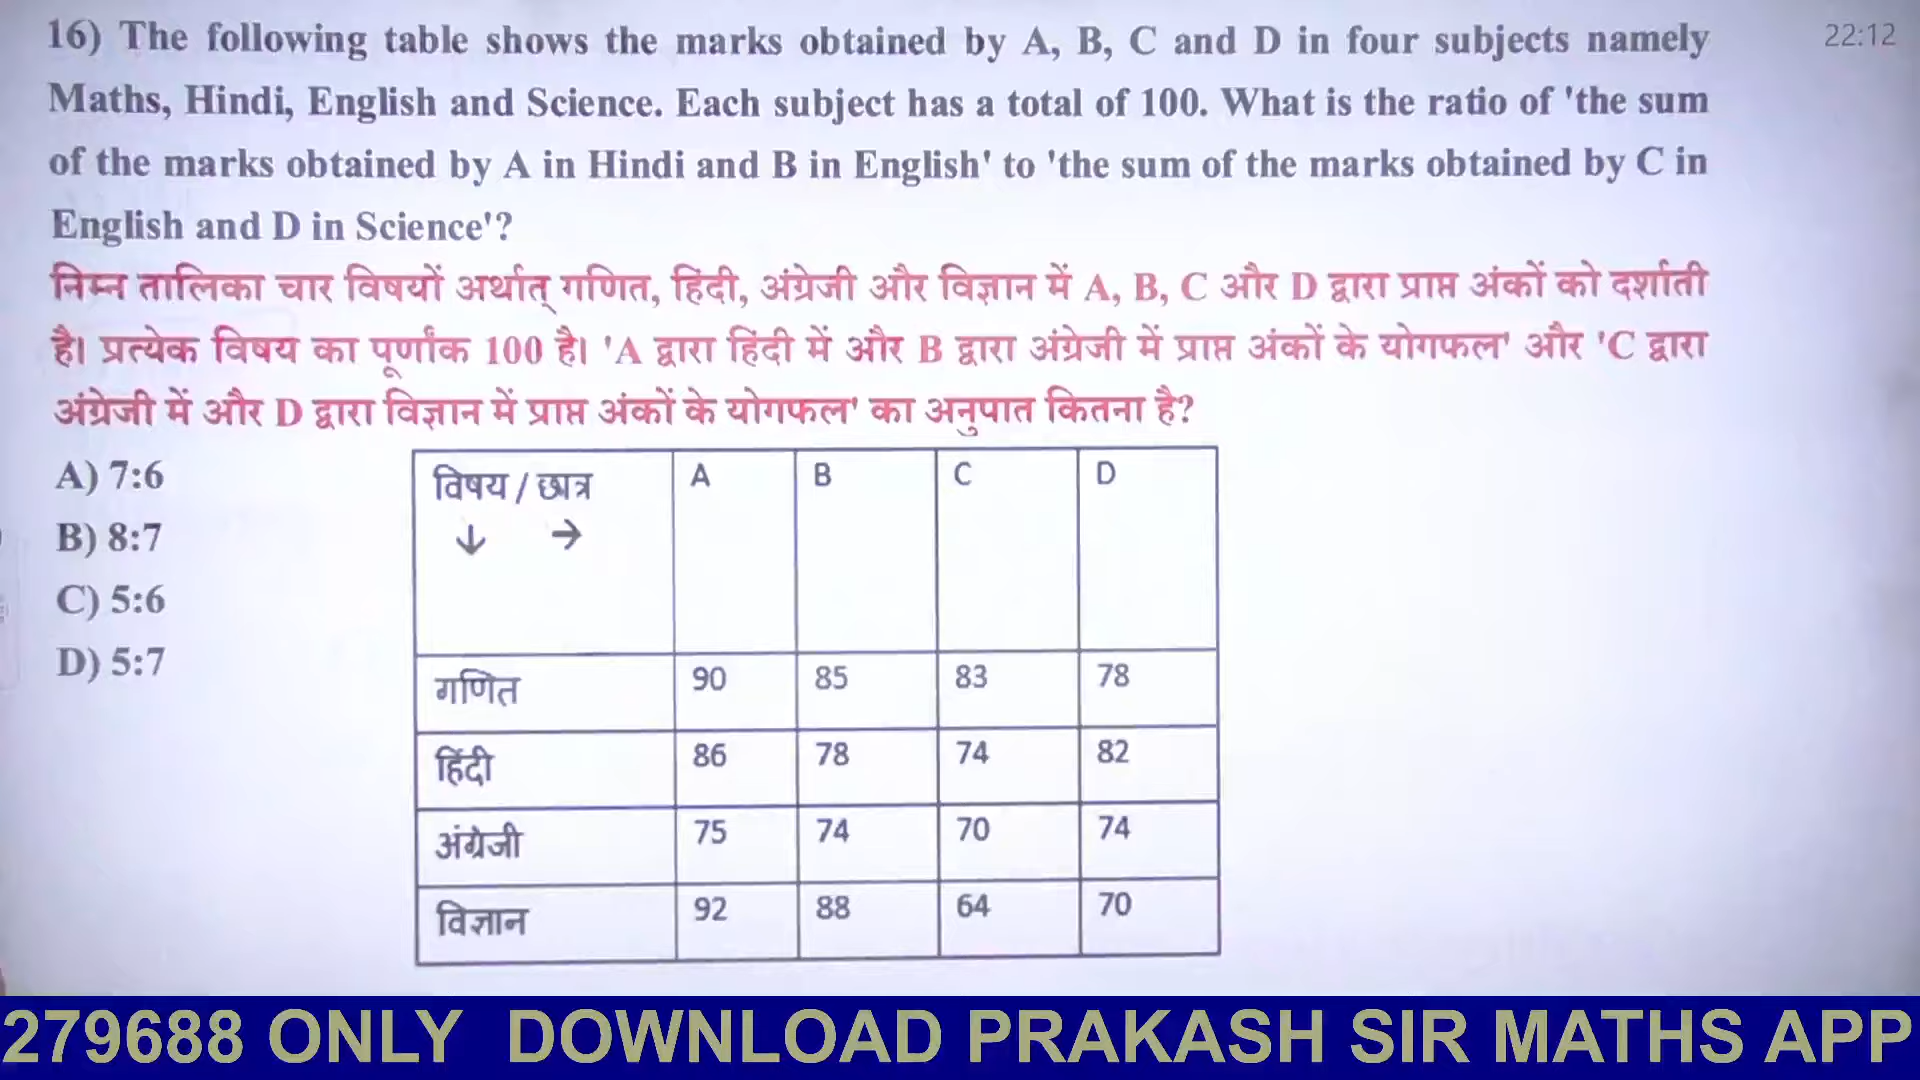 16) The following table shows the marks obtained by A, B, C and D in four subjects namely
22:12
Maths, Hindi, English and Science. Each subject has a total of 100. What is the ratio of 'the sum
of the marks obtained by A in Hindi and B in English' to 'the sum of the marks obtained by C in
English and D in Science'?
निम्न तालिका चार विषयों अर्थात् गणित, हिंदी, अंग्रेजी और विज्ञान में A, B, C और D द्वारा प्राप्त अंकों को दर्शाती
है। प्रत्येक विषय का पूर्णांक 100 है। 'A द्वारा हिंदी में और B द्वारा अंग्रेजी में प्राप्त अंकों के योगफल' और 'C द्वारा
अंग्रेजी में और D द्वारा विज्ञान में प्राप्त अंकों के योगफल' का अनुपात कितना है?
A) 7:6
B) 8:7
C) 5:6
D) 5:7
विषय / छात्र A B C D
↓ →
गणित 90 85 83 78
हिंदी 86 78 74 82
अंग्रेजी 75 74 70 74
विज्ञान 92 88 64 70
279688 ONLY DOWNLOAD PRAKASH SIR MATHS APP